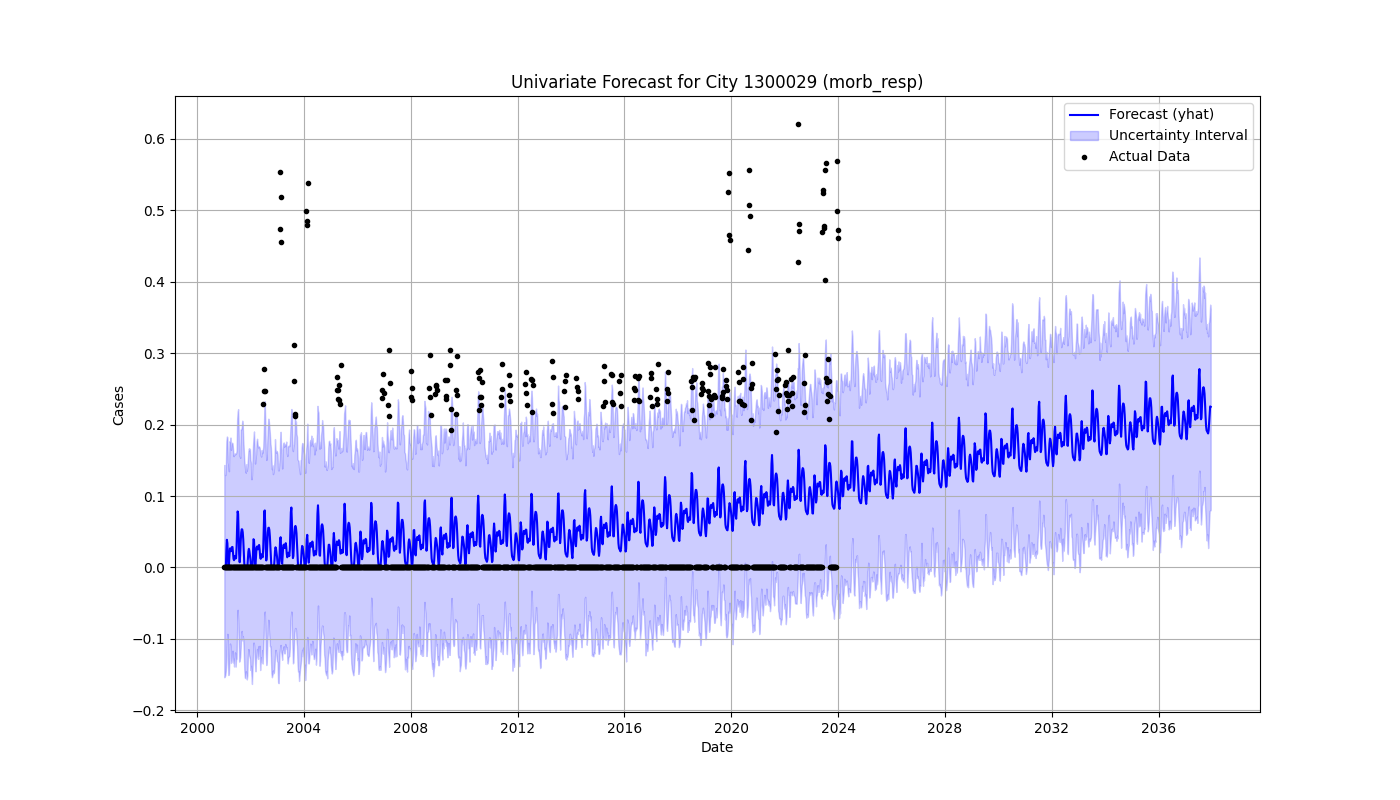 Univariate Forecast for City 1300029 (morb_resp)
Forecast (yhat)
Uncertainty Interval
Actual Data
Cases
0.6
0.5
0.4
0.3
0.2
0.1
0.0
−0.1
−0.2
2000 2004 2008 2012 2016 2020 2024 2028 2032 2036
Date